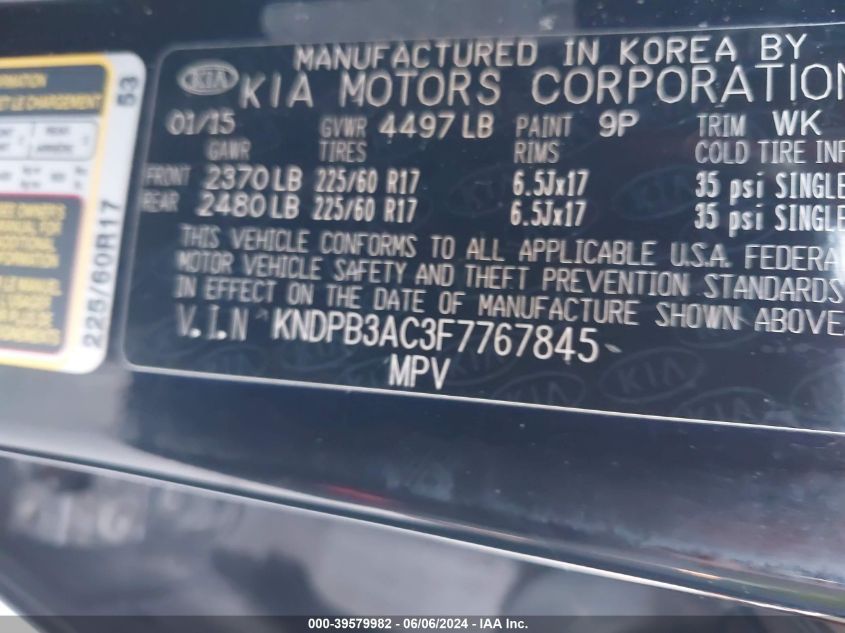 MANUFACTURED IN KOREA BY
KIA KIA MOTORS CORPORATION
01/15 GVWR 4497 LB PAINT 9P TRIM WK
GAWR TIRES RIMS COLD TIRE INF
FRONT 2370 LB 225/60 R17 6.5Jx17 35 psi SINGLE
REAR 2480 LB 225/60 R17 6.5Jx17 35 psi SINGLE
THIS VEHICLE CONFORMS TO ALL APPLICABLE U.S.A. FEDERA
MOTOR VEHICLE SAFETY AND THEFT PREVENTION STANDARDS
IN EFFECT ON THE DATE OF MANUFACTURE SHOWN ABOVE.
V.I.N KNDPB3AC3F7767845
MPV
KIA
53
225/60R17
000-39579982 - 06/06/2024 - IAA Inc.